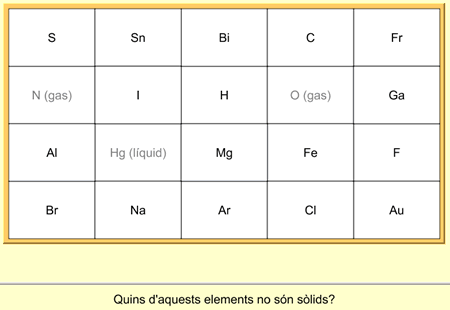 S Sn Bi C Fr
N (gas) I H O (gas) Ga
Al Hg (líquid) Mg Fe F
Br Na Ar Cl Au
Quins d'aquests elements no són sòlids?